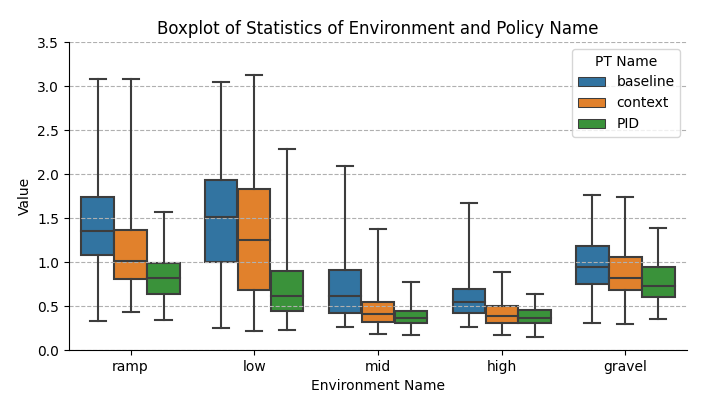 Boxplot of Statistics of Environment and Policy Name
3.5
3.0
2.5
2.0
1.5
1.0
0.5
0.0
Value
PT Name
baseline
context
PID
ramp low mid high gravel
Environment Name